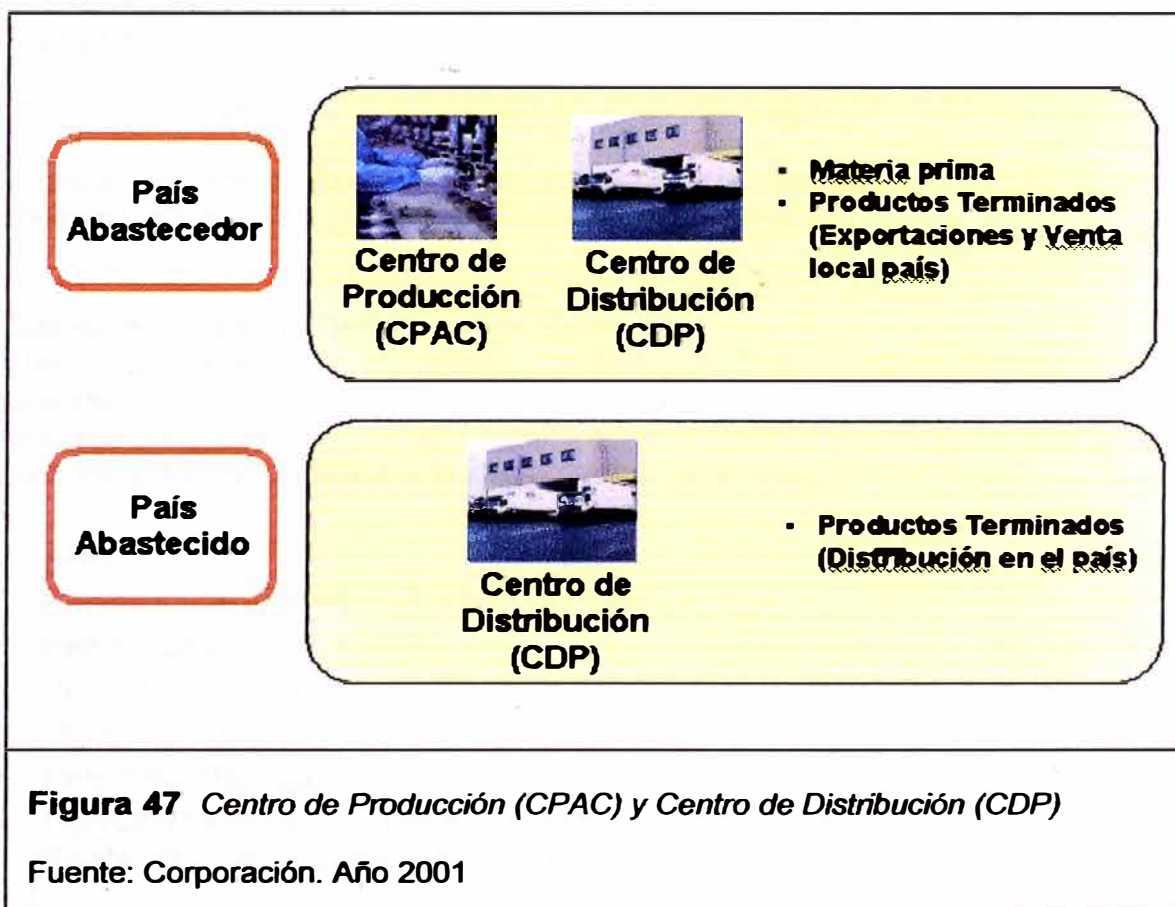 País
Abastecedor
Centro de
Producción
(CPAC)
Centro de
Distribución
(CDP)
▪ Materia prima
▪ Productos Terminados
(Exportaciones y Venta
local país)
País
Abastecido
Centro de
Distribución
(CDP)
▪ Productos Terminados
(Distribución en el país)
Figura 47 Centro de Producción (CPAC) y Centro de Distribución (CDP)
Fuente: Corporación. Año 2001